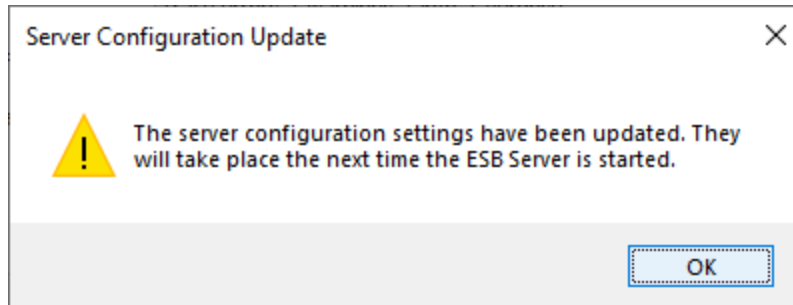 Server Configuration Update
The server configuration settings have been updated. They
will take place the next time the ESB Server is started.
OK